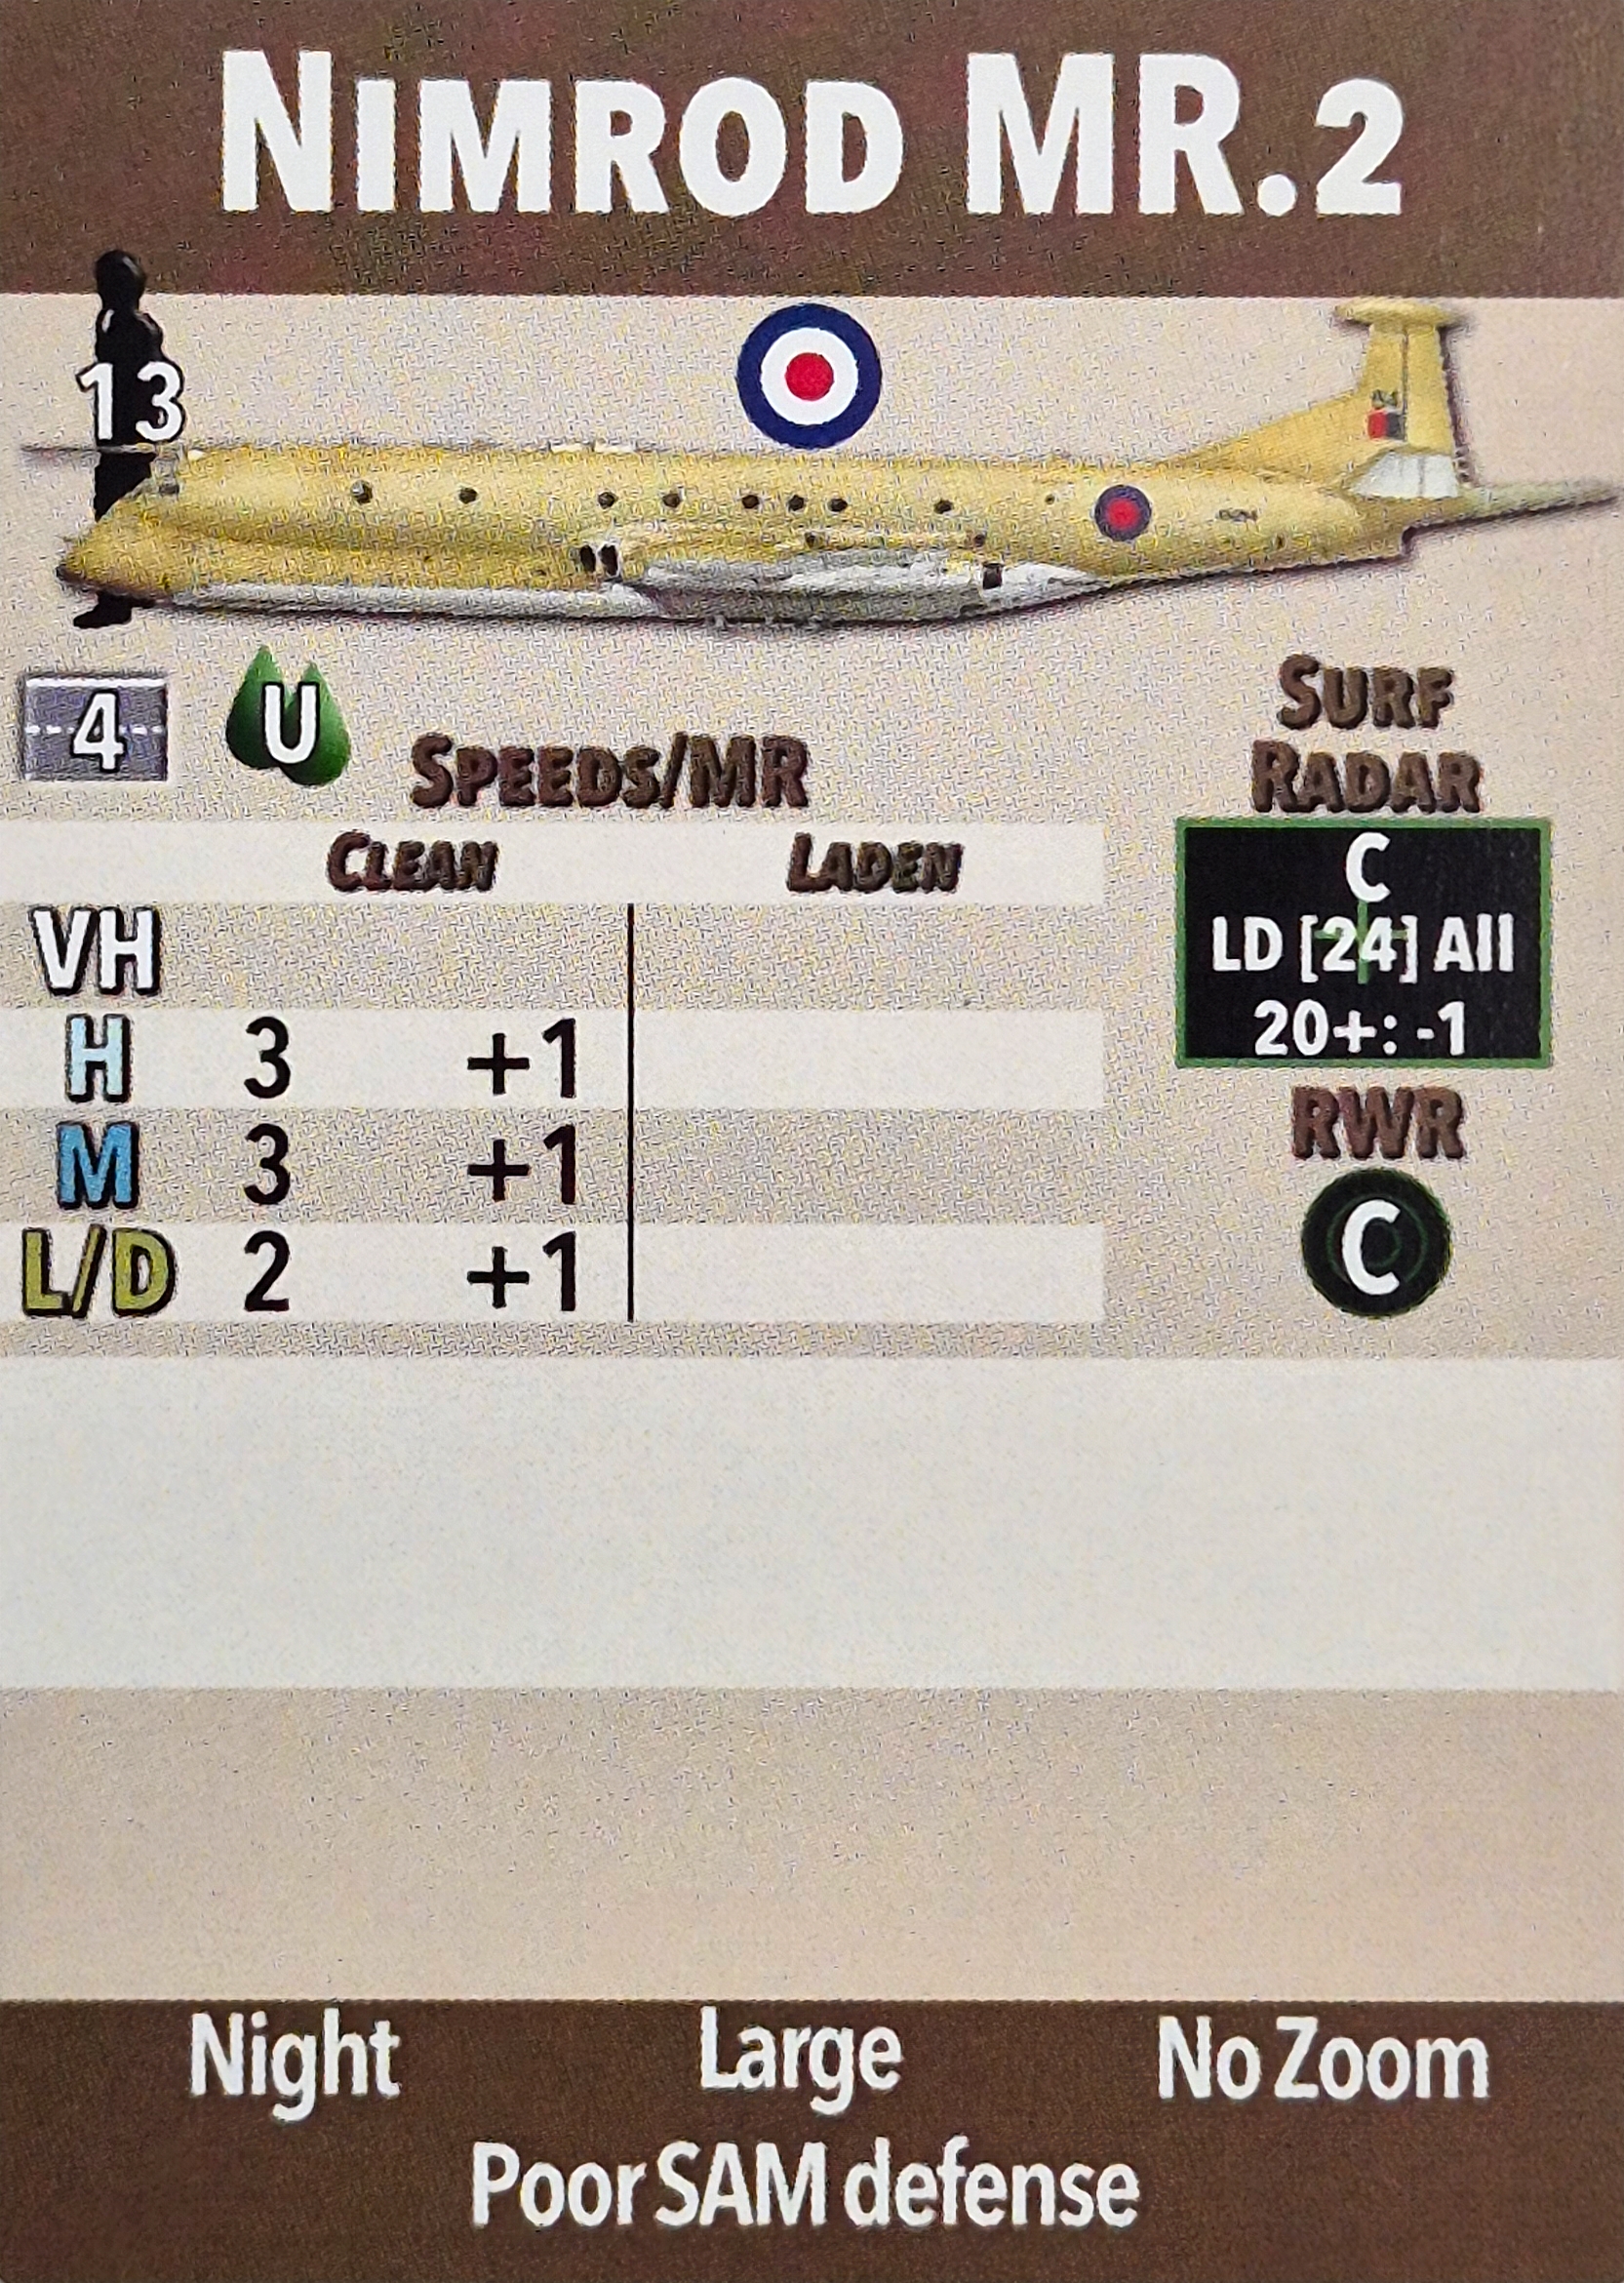 NIMROD MR.2
13
4 U
SPEEDS/MR
SURF
RADAR
CLEAN LADEN
C
LD [24] All
20+: -1
VH
H 3 +1
M 3 +1
L/D 2 +1
RWR
C
Night Large No Zoom
Poor SAM defense